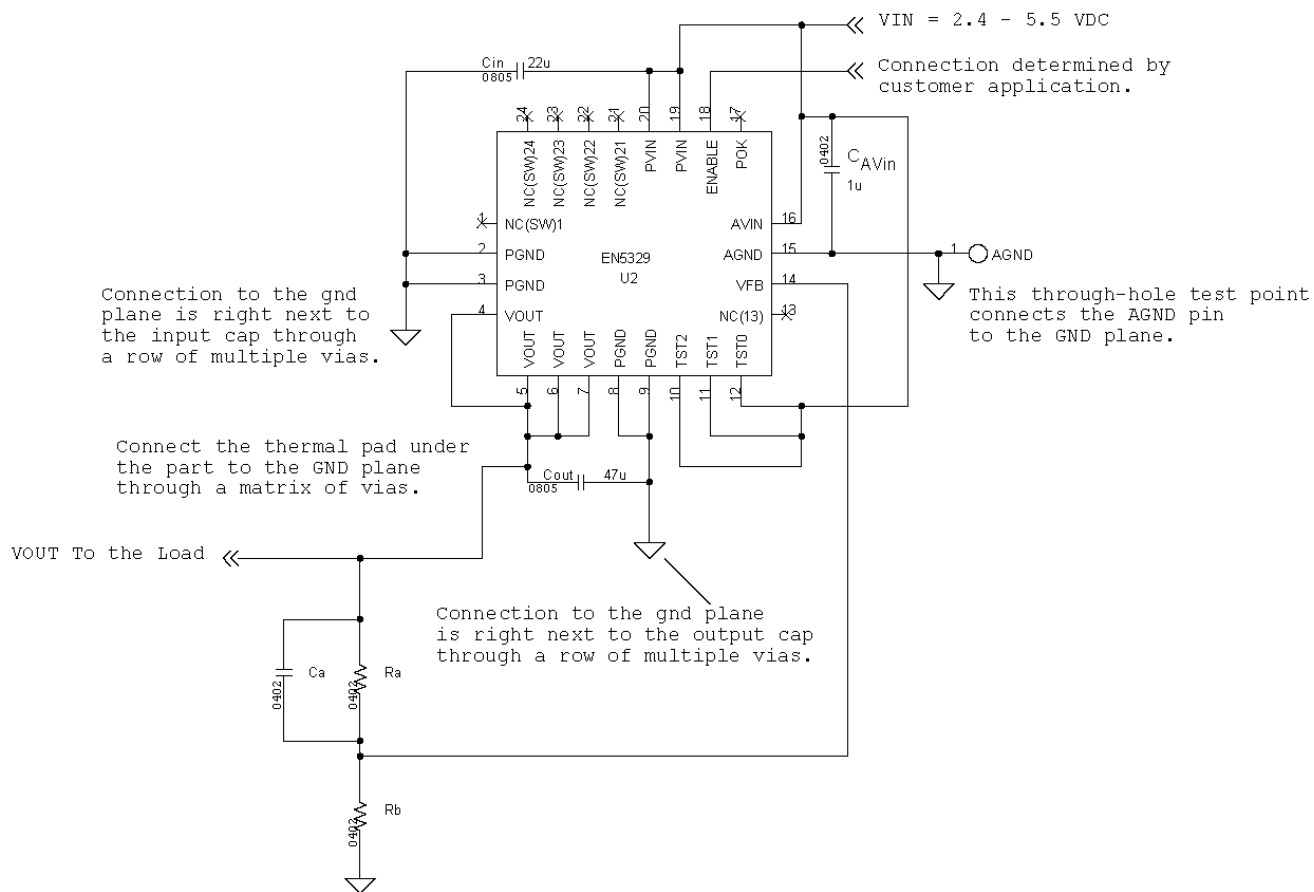 VIN = 2.4 - 5.5 VDC
Cin 22u
0805
Connection determined by
customer application.
24
23
22
21
20
19
18
17
NC(SW)24
NC(SW)23
NC(SW)22
NC(SW)21
PVIN
PVIN
ENABLE
POK
0402
CAVin
1u
1
NC(SW)1
AVIN
16
2
PGND
EN5329
U2
AGND
15
1
AGND
3
PGND
VFB
14
4
VOUT
NC(13)
13
Connection to the gnd
plane is right next to
the input cap through
a row of multiple vias.
This through-hole test point
connects the AGND pin
to the GND plane.
VOUT
VOUT
VOUT
PGND
PGND
TST2
TST1
TST0
5
6
7
8
9
10
11
12
Connect the thermal pad under
the part to the GND plane
through a matrix of vias.
Cout 47u
0805
VOUT To the Load
Connection to the gnd plane
is right next to the output cap
through a row of multiple vias.
0402
Ca
0402
Ra
0402
Rb